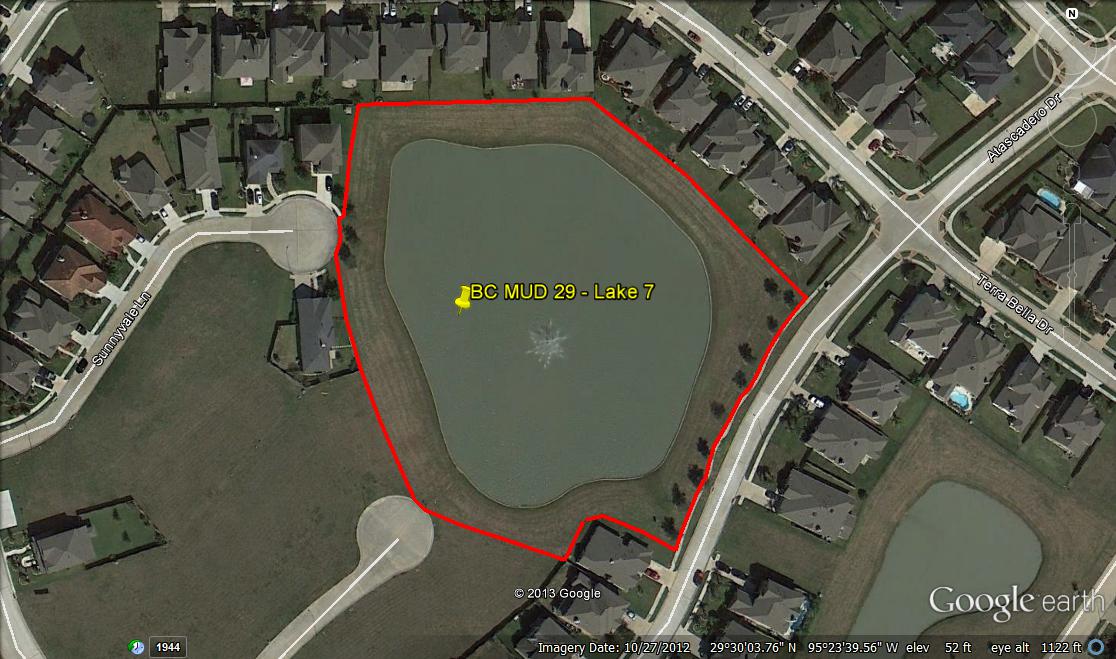 N
Atascadero Dr
BC MUD 29 - Lake 7
Terra Bella Dr
Sunnyvale Ln
© 2013 Google
Google earth
1944
Imagery Date: 10/27/2012 29°30'03.76" N 95°23'39.56" W elev 52 ft eye alt 1122 ft